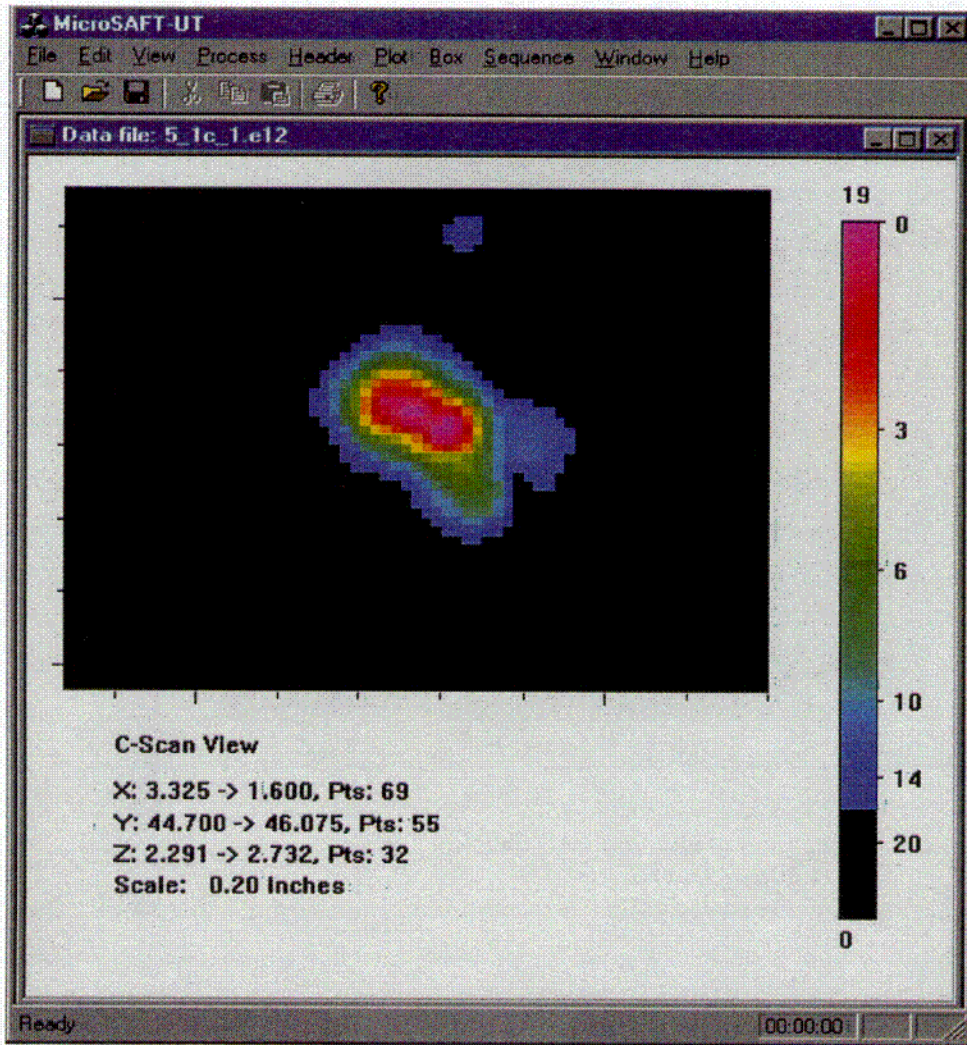 MicroSAFT-UT
File Edit View Process Header Plot Box Sequence Window Help
Data file: 5_1c_1.e12
19
0
3
6
10
14
20
0
C-Scan View
X: 3.325 -> 1.600, Pts: 69
Y: 44.700 -> 46.075, Pts: 55
Z: 2.291 -> 2.732, Pts: 32
Scale: 0.20 inches
Ready 00:00:00